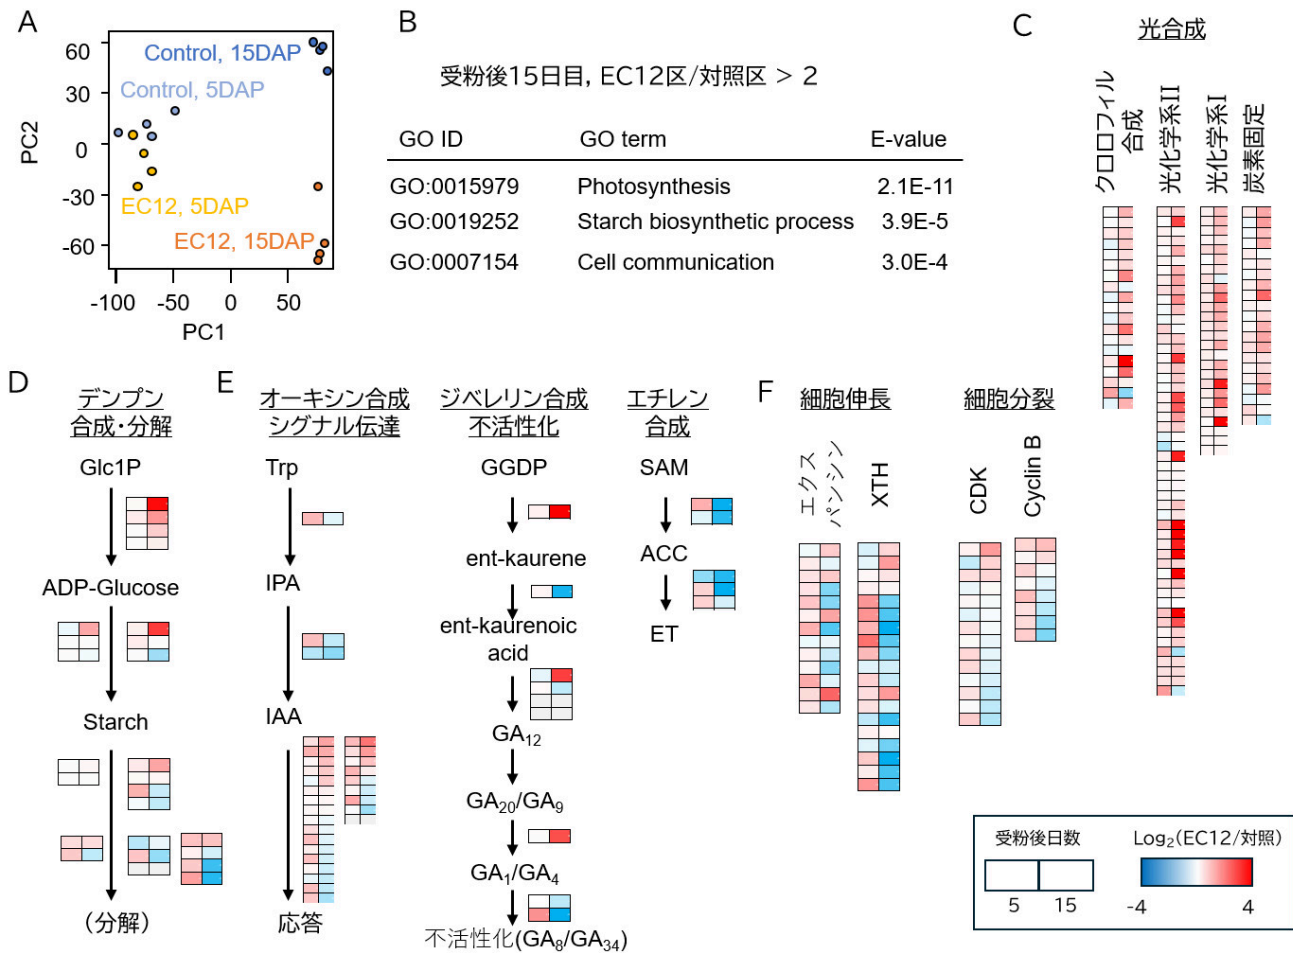 A
60
30
0
-30
-60
PC2
Control, 15DAP
Control, 5DAP
EC12, 5DAP
EC12, 15DAP
-100 -50 0 50
PC1
B
受粉後15日目, EC12区/対照区 > 2
GO ID GO term E-value
GO:0015979 Photosynthesis 2.1E-11
GO:0019252 Starch biosynthetic process 3.9E-5
GO:0007154 Cell communication 3.0E-4
C
光合成
クロロフィル
合成
光化学系II
光化学系I
炭素固定
D
デンプン
合成・分解
Glc1P
ADP-Glucose
Starch
（分解）
E
オーキシン合成
シグナル伝達
Trp
IPA
IAA
応答
ジベレリン合成
不活性化
GGDP
ent-kaurene
ent-kaurenoic
acid
GA12
GA20/GA9
GA1/GA4
不活性化(GA8/GA34)
エチレン
合成
SAM
ACC
ET
F
細胞伸長
エクス
パンシン
XTH
細胞分裂
CDK
Cyclin B
受粉後日数
5 15
Log2(EC12/対照)
-4 4